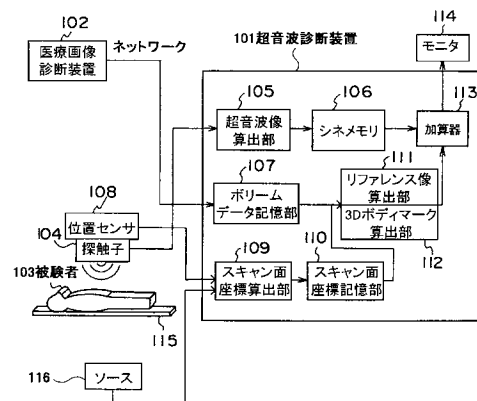 102
医療画像
診断装置
ネットワーク
101超音波診断装置
114
モニタ
105
超音波像
算出部
106
シネメモリ
113
加算器
107
ボリーム
データ記憶部
111
リファレンス像算出部
3Dボディマーク
算出部
112
108
位置センサ
104
探触子
109
スキャン面
座標算出部
110
スキャン面
座標記憶部
103被験者
115
116
ソース